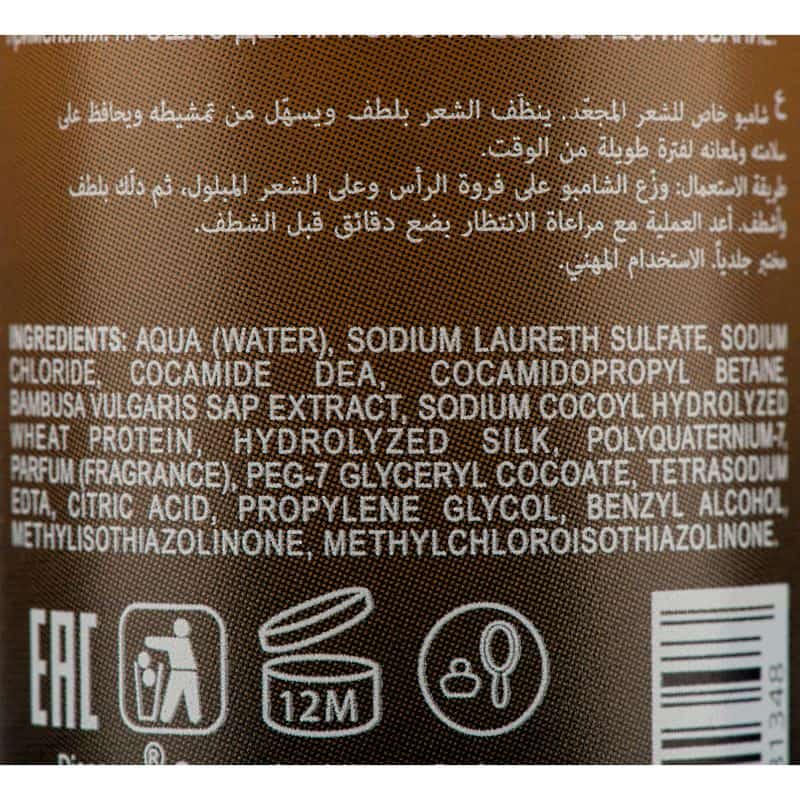 ع شامبو خاص للشعر المجعّد. ينظّف الشعر بلطف ويسهّل من تمشيطه ويحافظ على
سلامته ولمعانه لفترة طويلة من الوقت.
طريقة الاستعمال: وزّع الشامبو على فروة الرأس وعلى الشعر المبلول، ثم دلّك بلطف
وأشطف. أعد العملية مع مراعاة الانتظار بضع دقائق قبل الشطف.
مختبر جلدياً. الاستخدام المهني.
INGREDIENTS: AQUA (WATER), SODIUM LAURETH SULFATE, SODIUM
CHLORIDE, COCAMIDE DEA, COCAMIDOPROPYL BETAINE,
BAMBUSA VULGARIS SAP EXTRACT, SODIUM COCOYL HYDROLYZED
WHEAT PROTEIN, HYDROLYZED SILK, POLYQUATERNIUM-7,
PARFUM (FRAGRANCE), PEG-7 GLYCERYL COCOATE, TETRASODIUM
EDTA, CITRIC ACID, PROPYLENE GLYCOL, BENZYL ALCOHOL,
METHYLISOTHIAZOLINONE, METHYLCHLOROISOTHIAZOLINONE.
EAC
12M
81348
®